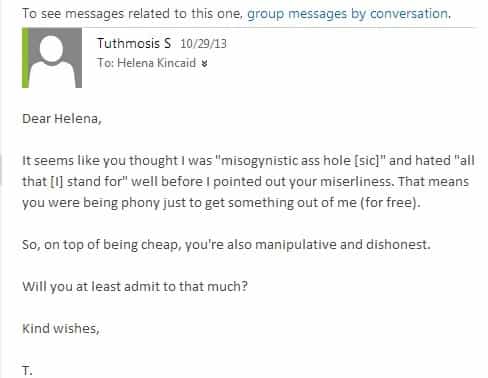 To see messages related to this one, group messages by conversation.
Tuthmosis S 10/29/13
To: Helena Kincaid
Dear Helena,
It seems like you thought I was "misogynistic ass hole [sic]" and hated "all
that [I] stand for" well before I pointed out your miserliness. That means
you were being phony just to get something out of me (for free).
So, on top of being cheap, you're also manipulative and dishonest.
Will you at least admit to that much?
Kind wishes,
T.